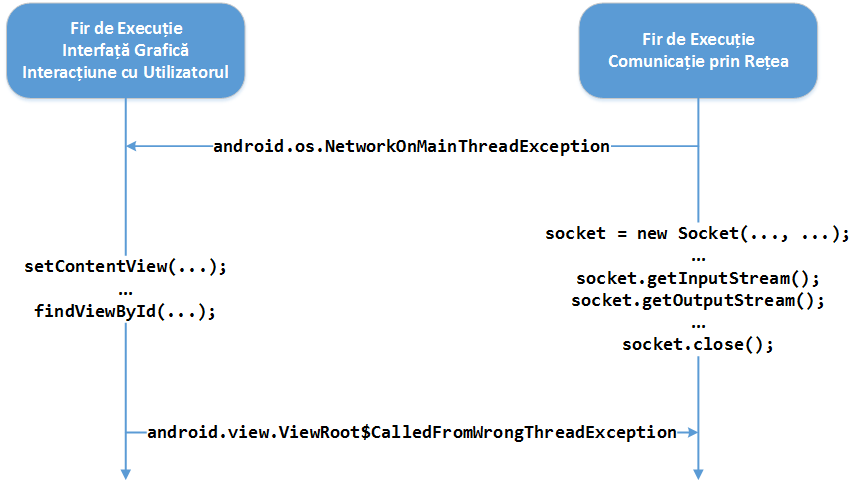 Fir de Execuție
Interfață Grafică
Interacțiune cu Utilizatorul
Fir de Execuție
Comunicație prin Rețea
android.os.NetworkOnMainThreadException
setContentView(...);
...
findViewById(...);
socket = new Socket(..., ...);
...
socket.getInputStream();
socket.getOutputStream();
...
socket.close();
android.view.ViewRoot$CalledFromWrongThreadException